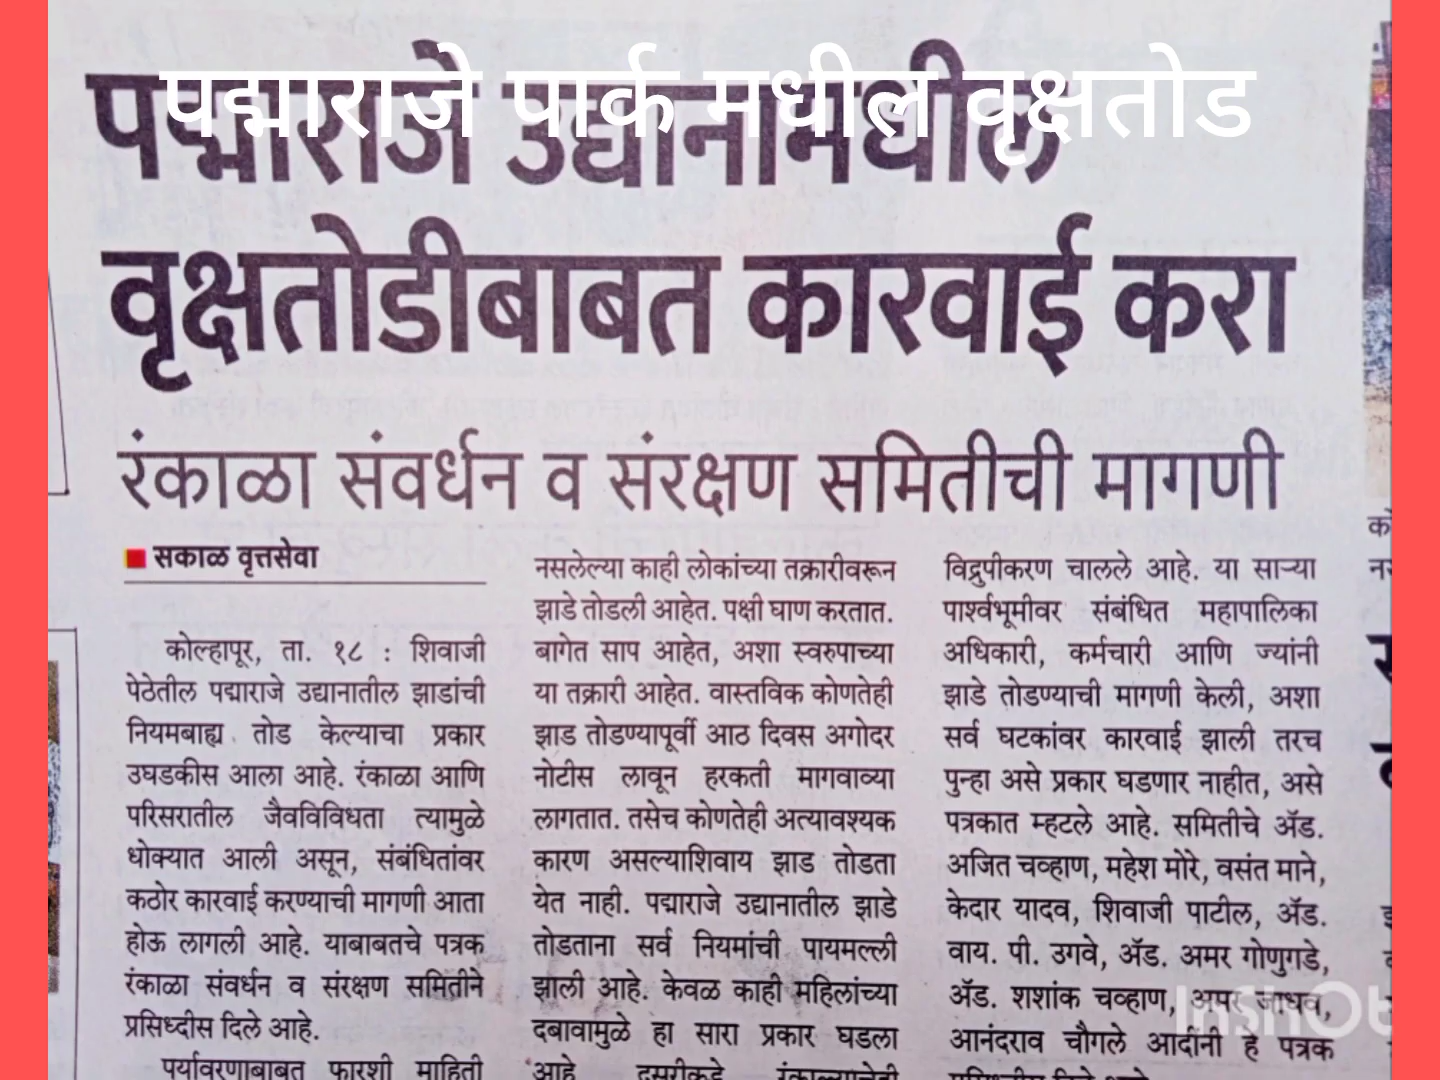 पद्माराजे पार्क मधील वृक्षतोड
पद्माराजे उद्यानामधील
वृक्षतोडीबाबत कारवाई करा
रंकाळा संवर्धन व संरक्षण समितीची मागणी
सकाळ वृत्तसेवा
कोल्हापूर, ता. १८ : शिवाजी
पेठेतील पद्माराजे उद्यानातील झाडांची
नियमबाह्य तोड केल्याचा प्रकार
उघडकीस आला आहे. रंकाळा आणि
परिसरातील जैवविविधता त्यामुळे
धोक्यात आली असून, संबंधितांवर
कठोर कारवाई करण्याची मागणी आता
होऊ लागली आहे. याबाबतचे पत्रक
रंकाळा संवर्धन व संरक्षण समितीने
प्रसिध्दीस दिले आहे.
पर्यावरणाबाबत फारशी माहिती
नसलेल्या काही लोकांच्या तक्रारीवरून
झाडे तोडली आहेत. पक्षी घाण करतात.
बागेत साप आहेत, अशा स्वरुपाच्या
या तक्रारी आहेत. वास्तविक कोणतेही
झाड तोडण्यापूर्वी आठ दिवस अगोदर
नोटीस लावून हरकती मागवाव्या
लागतात. तसेच कोणतेही अत्यावश्यक
कारण असल्याशिवाय झाड तोडता
येत नाही. पद्माराजे उद्यानातील झाडे
तोडताना सर्व नियमांची पायमल्ली
झाली आहे. केवळ काही महिलांच्या
दबावामुळे हा सारा प्रकार घडला
आहे. दुसरीकडे रंकाळ्याचेही
विद्रुपीकरण चालले आहे. या साऱ्या
पार्श्वभूमीवर संबंधित महापालिका
अधिकारी, कर्मचारी आणि ज्यांनी
झाडे तोडण्याची मागणी केली, अशा
सर्व घटकांवर कारवाई झाली तरच
पुन्हा असे प्रकार घडणार नाहीत, असे
पत्रकात म्हटले आहे. समितीचे ॲड.
अजित चव्हाण, महेश मोरे, वसंत माने,
केदार यादव, शिवाजी पाटील, ॲड.
वाय. पी. उगवे, ॲड. अमर गोणुगडे,
ॲड. शशांक चव्हाण, अमर जाधव,
आनंदराव चौगले आदींनी हे पत्रक
InShOt